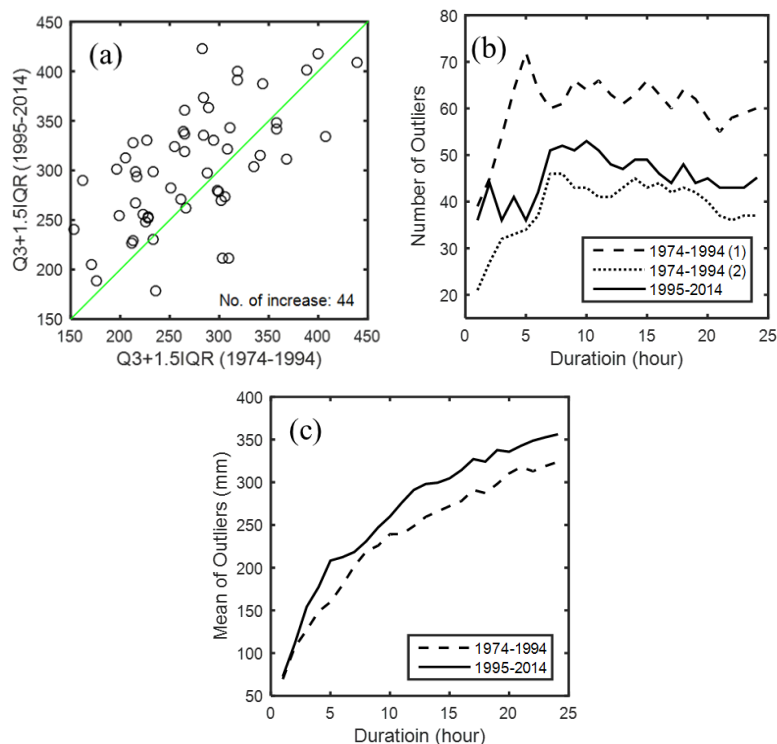 (a)
Q3+1.5IQR (1995-2014)
450
400
350
300
250
200
150
No. of increase: 44
150 200 250 300 350 400 450
Q3+1.5IQR (1974-1994)
(b)
Number of Outliers
80
70
60
50
40
30
20
1974-1994 (1)
1974-1994 (2)
1995-2014
0 5 10 15 20 25
Duratioin (hour)
(c)
Mean of Outliers (mm)
400
350
300
250
200
150
100
50
1974-1994
1995-2014
0 5 10 15 20 25
Duratioin (hour)